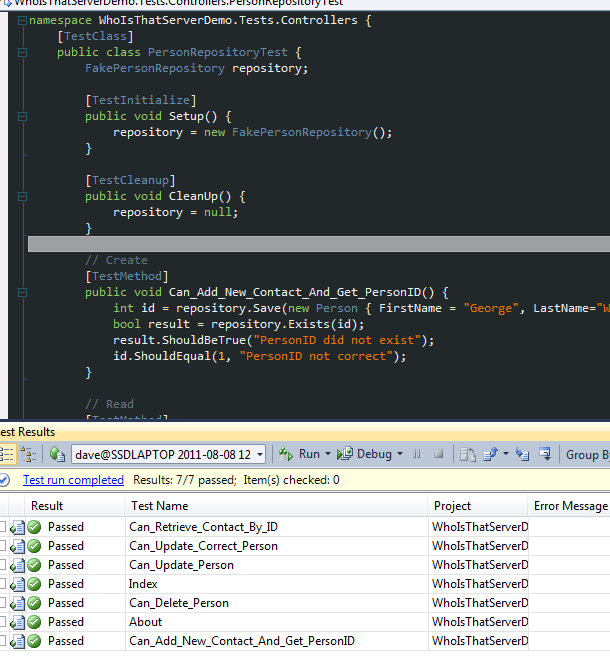 WhoIsThatServerDemo.Tests.Controllers.PersonRepositoryTest
namespace WhoIsThatServerDemo.Tests.Controllers {
[TestClass]
public class PersonRepositoryTest {
FakePersonRepository repository;
[TestInitialize]
public void Setup() {
repository = new FakePersonRepository();
}
[TestCleanup]
public void CleanUp() {
repository = null;
}
// Create
[TestMethod]
public void Can_Add_New_Contact_And_Get_PersonID() {
int id = repository.Save(new Person { FirstName = "George", LastName="W
bool result = repository.Exists(id);
result.ShouldBeTrue("PersonID did not exist");
id.ShouldEqual(1, "PersonID not correct");
}
// Read
[TestMethod]
est Results
dave@SSDLAPTOP 2011-08-08 12 Run Debug Group By
Test run completed Results: 7/7 passed; Item(s) checked: 0
Result Test Name Project Error Message
Passed Can_Retrieve_Contact_By_ID WhoIsThatServerD
Passed Can_Update_Correct_Person WhoIsThatServerD
Passed Can_Update_Person WhoIsThatServerD
Passed Index WhoIsThatServerD
Passed Can_Delete_Person WhoIsThatServerD
Passed About WhoIsThatServerD
Passed Can_Add_New_Contact_And_Get_PersonID WhoIsThatServerD